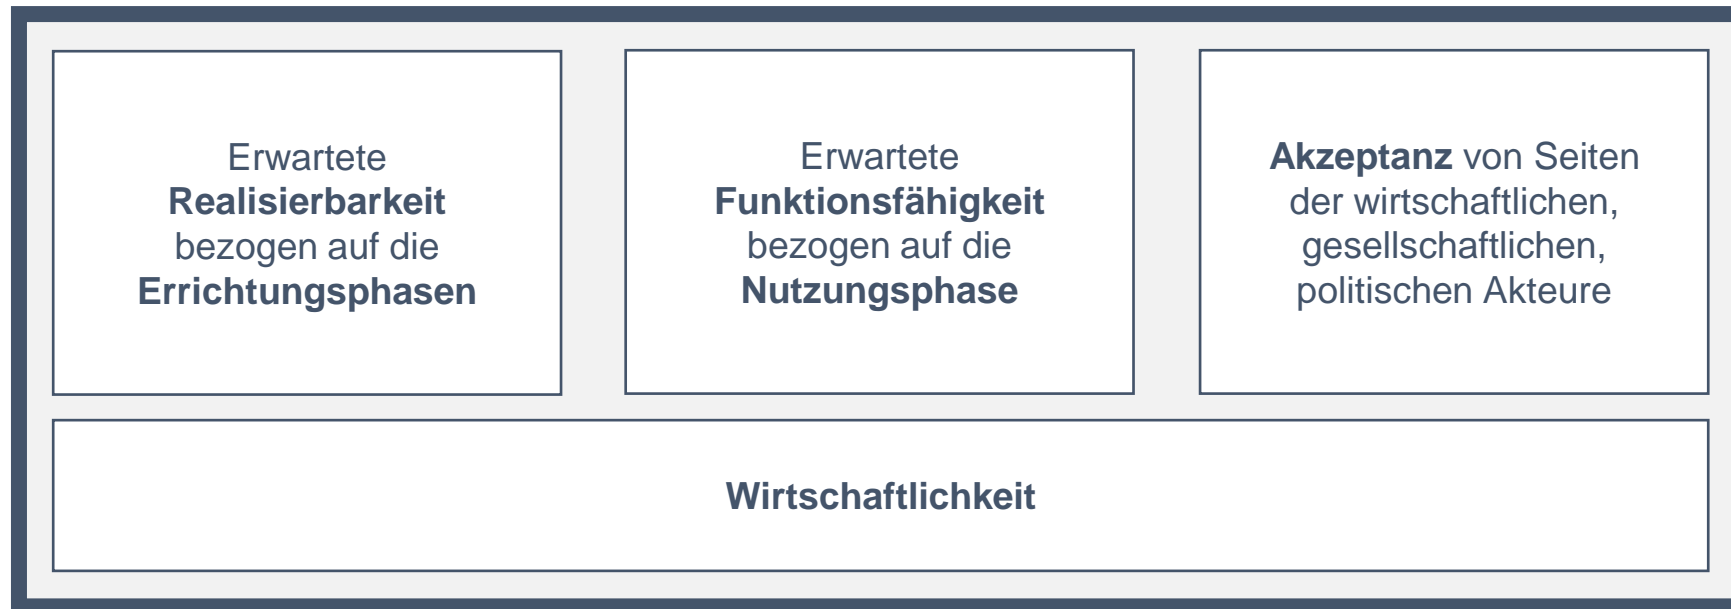 Erwartete
Realisierbarkeit
bezogen auf die
Errichtungsphasen
Erwartete
Funktionsfähigkeit
bezogen auf die
Nutzungsphase
Akzeptanz von Seiten
der wirtschaftlichen,
gesellschaftlichen,
politischen Akteure
Wirtschaftlichkeit